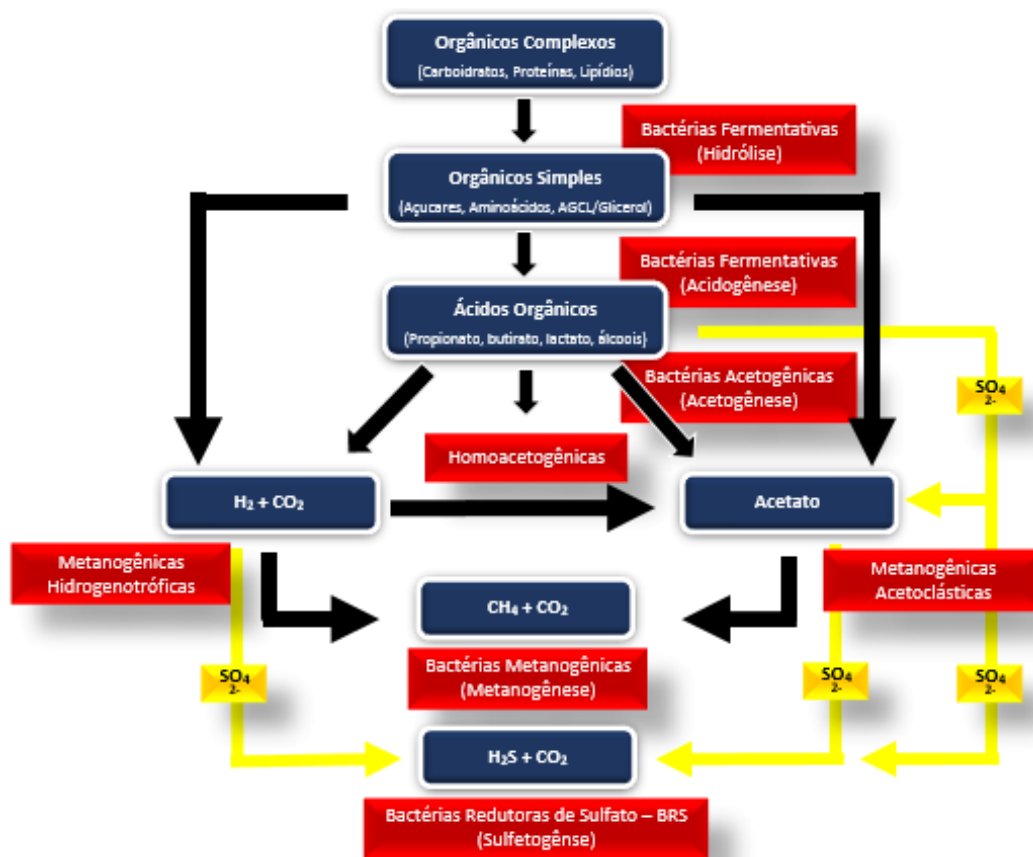 Orgânicos Complexos
(Carboidratos, Proteínas, Lipídios)
Bactérias Fermentativas
(Hidrólise)
Orgânicos Simples
(Açucares, Aminoácidos, AGCL/Glicerol)
Bactérias Fermentativas
(Acidogênese)
Ácidos Orgânicos
(Propionato, butirato, lactato, álcoois)
Bactérias Acetogênicas
(Acetogênese)
SO₄
2-
Homoacetogênicas
H₂ + CO₂
Acetato
Metanogênicas
Hidrogenotróficas
Metanogênicas
Acetoclásticas
CH₄ + CO₂
Bactérias Metanogênicas
(Metanogênese)
SO₄
2-
SO₄
2-
SO₄
2-
H₂S + CO₂
Bactérias Redutoras de Sulfato – BRS
(Sulfetogênse)